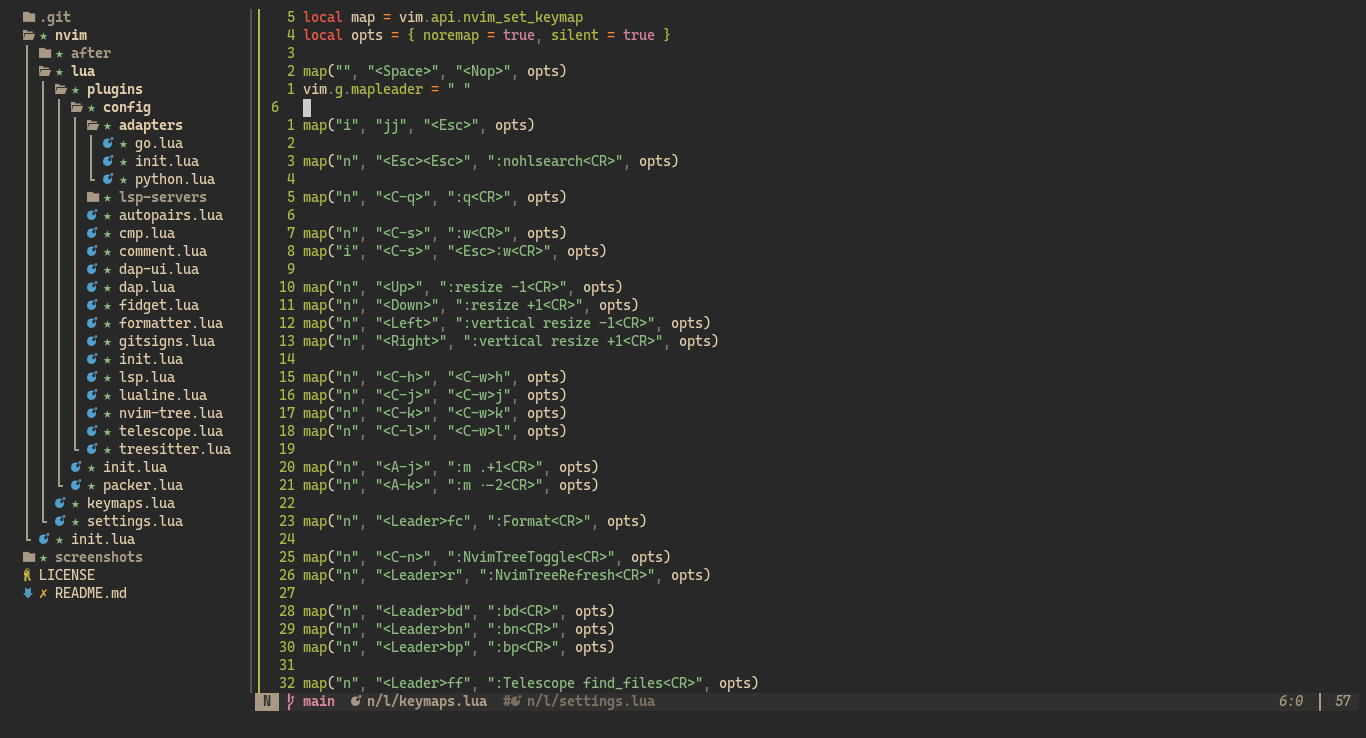 .git
nvim
after
lua
plugins
config
adapters
go.lua
init.lua
python.lua
lsp-servers
autopairs.lua
cmp.lua
comment.lua
dap-ui.lua
dap.lua
fidget.lua
formatter.lua
gitsigns.lua
init.lua
lsp.lua
lualine.lua
nvim-tree.lua
telescope.lua
treesitter.lua
init.lua
packer.lua
keymaps.lua
settings.lua
init.lua
screenshots
LICENSE
✗ README.md
5 local map = vim.api.nvim_set_keymap
4 local opts = { noremap = true, silent = true }
3
2 map("", "<Space>", "<Nop>", opts)
1 vim.g.mapleader = " "
6
1 map("i", "jj", "<Esc>", opts)
2
3 map("n", "<Esc><Esc>", ":nohlsearch<CR>", opts)
4
5 map("n", "<C-q>", ":q<CR>", opts)
6
7 map("n", "<C-s>", ":w<CR>", opts)
8 map("i", "<C-s>", "<Esc>:w<CR>", opts)
9
10 map("n", "<Up>", ":resize -1<CR>", opts)
11 map("n", "<Down>", ":resize +1<CR>", opts)
12 map("n", "<Left>", ":vertical resize -1<CR>", opts)
13 map("n", "<Right>", ":vertical resize +1<CR>", opts)
14
15 map("n", "<C-h>", "<C-w>h", opts)
16 map("n", "<C-j>", "<C-w>j", opts)
17 map("n", "<C-k>", "<C-w>k", opts)
18 map("n", "<C-l>", "<C-w>l", opts)
19
20 map("n", "<A-j>", ":m .+1<CR>", opts)
21 map("n", "<A-k>", ":m .-2<CR>", opts)
22
23 map("n", "<Leader>fc", ":Format<CR>", opts)
24
25 map("n", "<C-n>", ":NvimTreeToggle<CR>", opts)
26 map("n", "<Leader>r", ":NvimTreeRefresh<CR>", opts)
27
28 map("n", "<Leader>bd", ":bd<CR>", opts)
29 map("n", "<Leader>bn", ":bn<CR>", opts)
30 map("n", "<Leader>bp", ":bp<CR>", opts)
31
32 map("n", "<Leader>ff", ":Telescope find_files<CR>", opts)
N main n/l/keymaps.lua # n/l/settings.lua 6:0 57